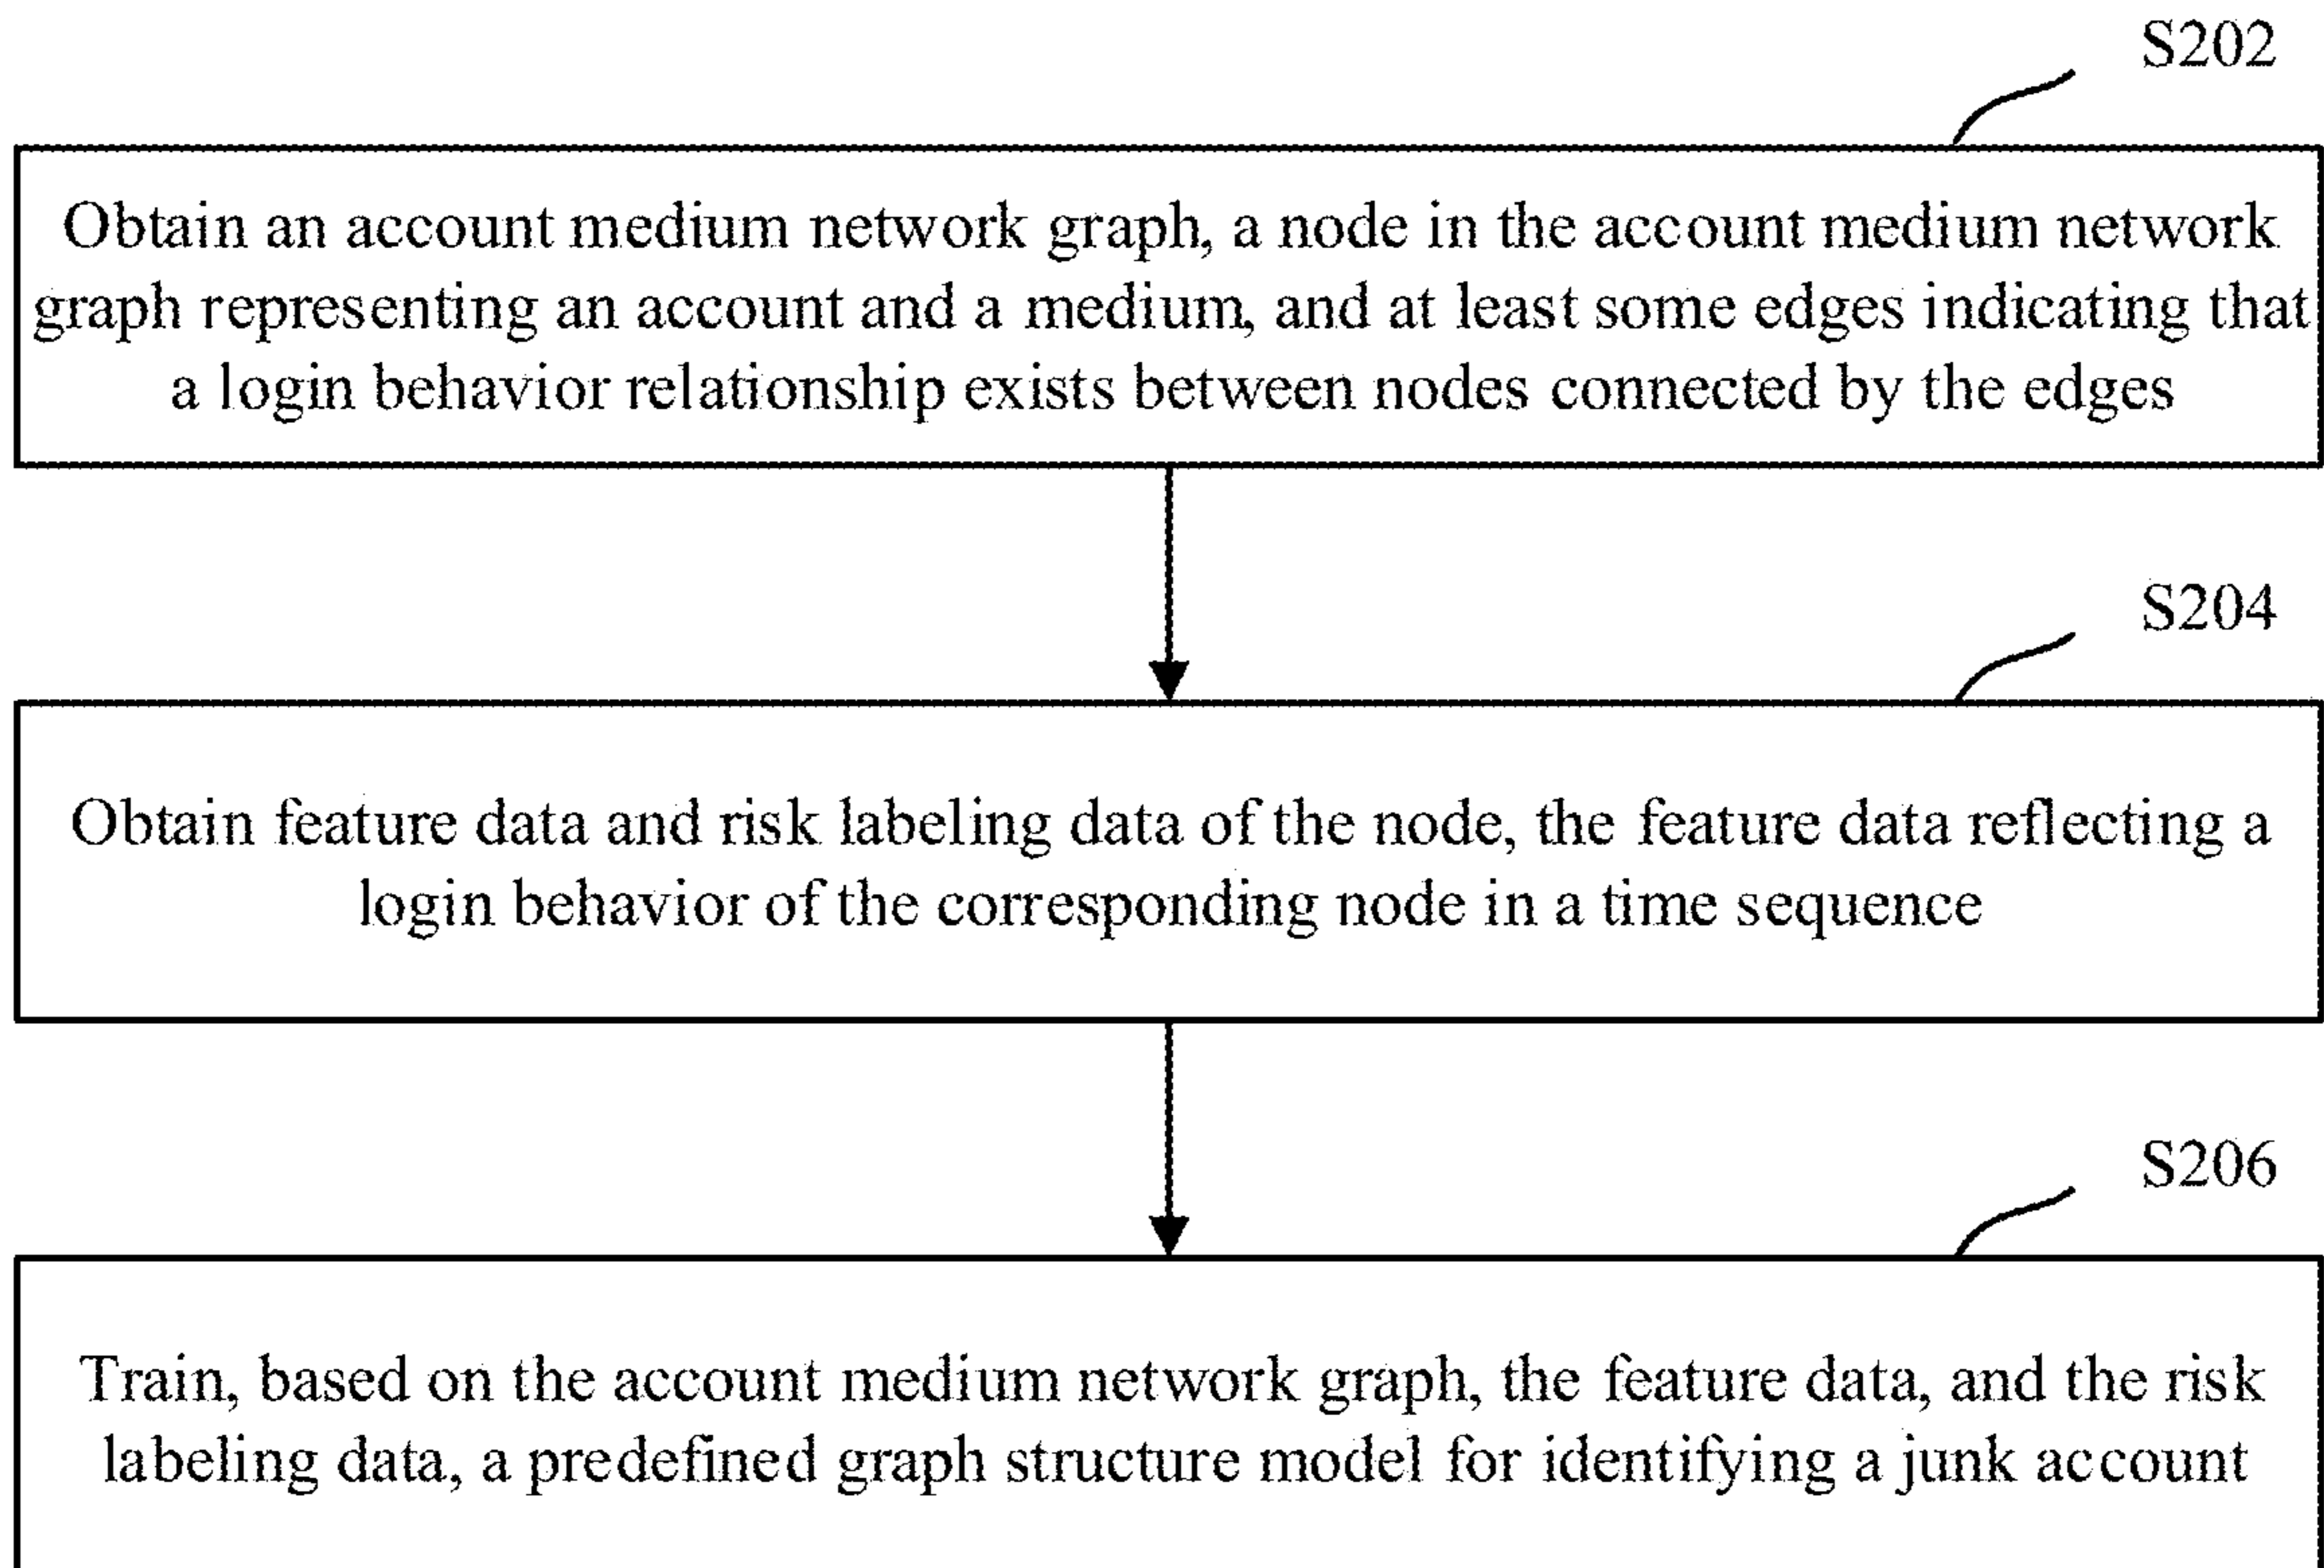 S202
Obtain an account medium network graph, a node in the account medium network
graph representing an account and a medium, and at least some edges indicating that
a login behavior relationship exists between nodes connected by the edges
S204
Obtain feature data and risk labeling data of the node, the feature data reflecting a
login behavior of the corresponding node in a time sequence
S206
Train, based on the account medium network graph, the feature data, and the risk
labeling data, a predefined graph structure model for identifying a junk account